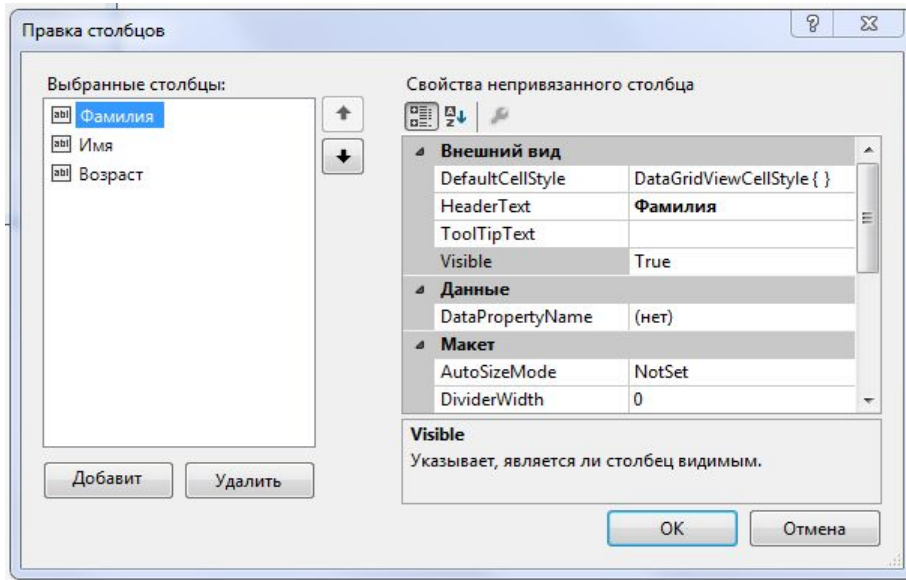 Правка столбцов
Выбранные столбцы:
Фамилия
Имя
Возраст
Добавит
Удалить
Свойства непривязанного столбца
Внешний вид
DefaultCellStyle DataGridViewCellStyle { }
HeaderText Фамилия
ToolTipText
Visible True
Данные
DataPropertyName (нет)
Макет
AutoSizeMode NotSet
DividerWidth 0
Visible
Указывает, является ли столбец видимым.
OK Отмена